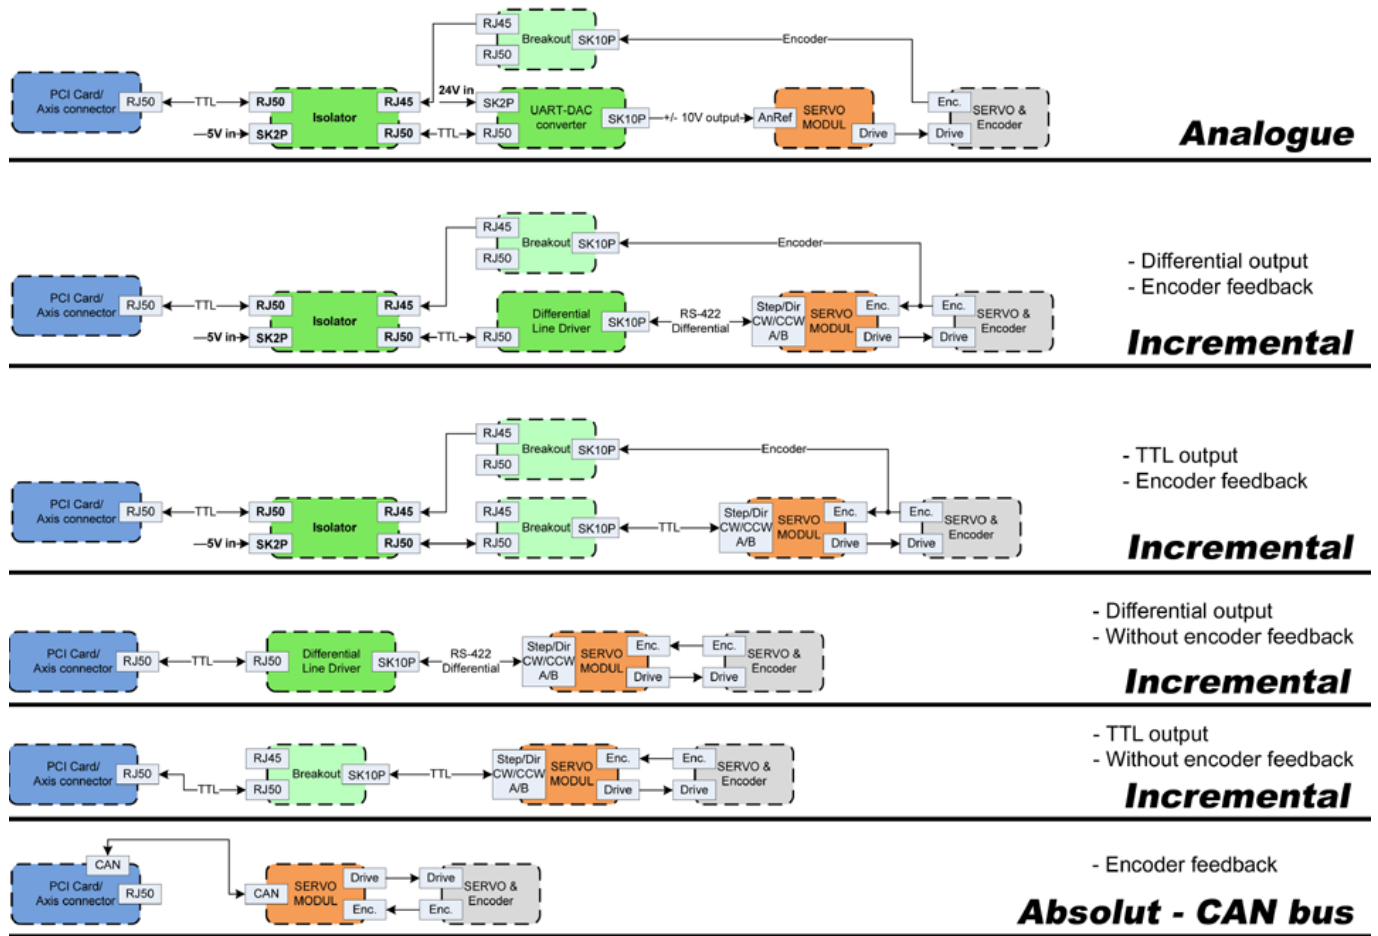 RJ45
Breakout
SK10P
Encoder
RJ50
PCI Card/
Axis connector
RJ50
TTL
RJ50
Isolator
RJ45
24V in
SK2P
UART-DAC
converter
SK10P
+/- 10V output
AnRef
SERVO
MODUL
Enc.
SERVO &
Encoder
5V in
SK2P
RJ50
TTL
RJ50
Drive
Drive
Analogue
RJ45
Breakout
SK10P
Encoder
RJ50
- Differential output
- Encoder feedback
PCI Card/
Axis connector
RJ50
TTL
RJ50
Isolator
RJ45
Differential
Line Driver
SK10P
RS-422
Differential
Step/Dir
CW/CCW
A/B
SERVO
MODUL
Enc.
Enc.
SERVO &
Encoder
5V in
SK2P
RJ50
TTL
RJ50
Drive
Drive
Incremental
RJ45
Breakout
SK10P
Encoder
RJ50
- TTL output
- Encoder feedback
PCI Card/
Axis connector
RJ50
TTL
RJ50
Isolator
RJ45
RJ45
Breakout
SK10P
TTL
Step/Dir
CW/CCW
A/B
SERVO
MODUL
Enc.
Enc.
SERVO &
Encoder
5V in
SK2P
RJ50
RJ50
Drive
Drive
Incremental
- Differential output
- Without encoder feedback
PCI Card/
Axis connector
RJ50
TTL
RJ50
Differential
Line Driver
SK10P
RS-422
Differential
Step/Dir
CW/CCW
A/B
SERVO
MODUL
Enc.
Enc.
SERVO &
Encoder
Drive
Drive
Incremental
- TTL output
- Without encoder feedback
PCI Card/
Axis connector
RJ50
TTL
RJ45
RJ50
Breakout
SK10P
TTL
Step/Dir
CW/CCW
A/B
SERVO
MODUL
Enc.
Enc.
SERVO &
Encoder
Drive
Drive
Incremental
CAN
PCI Card/
Axis connector
RJ50
CAN
SERVO
MODUL
Drive
Drive
SERVO &
Encoder
Enc.
Enc.
- Encoder feedback
Absolut - CAN bus